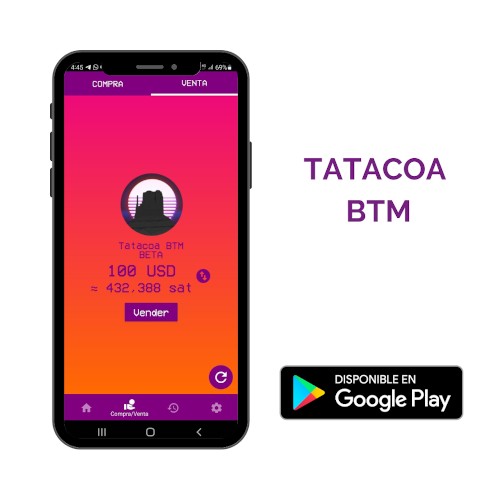 4:45
69%
COMPRA
VENTA
Tatacoa BTM
BETA
100 USD
≈ 432,388 sat
Vender
Compra/Venta
TATACOA
BTM
DISPONIBLE EN
Google Play